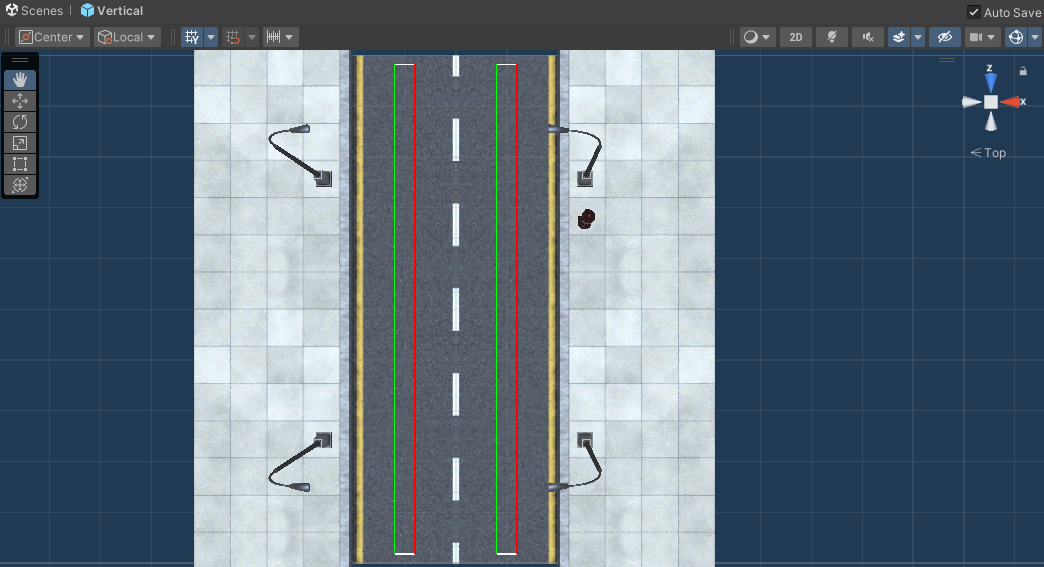 Scenes Vertical
Auto Save
Center Local 2D
z
x
Top